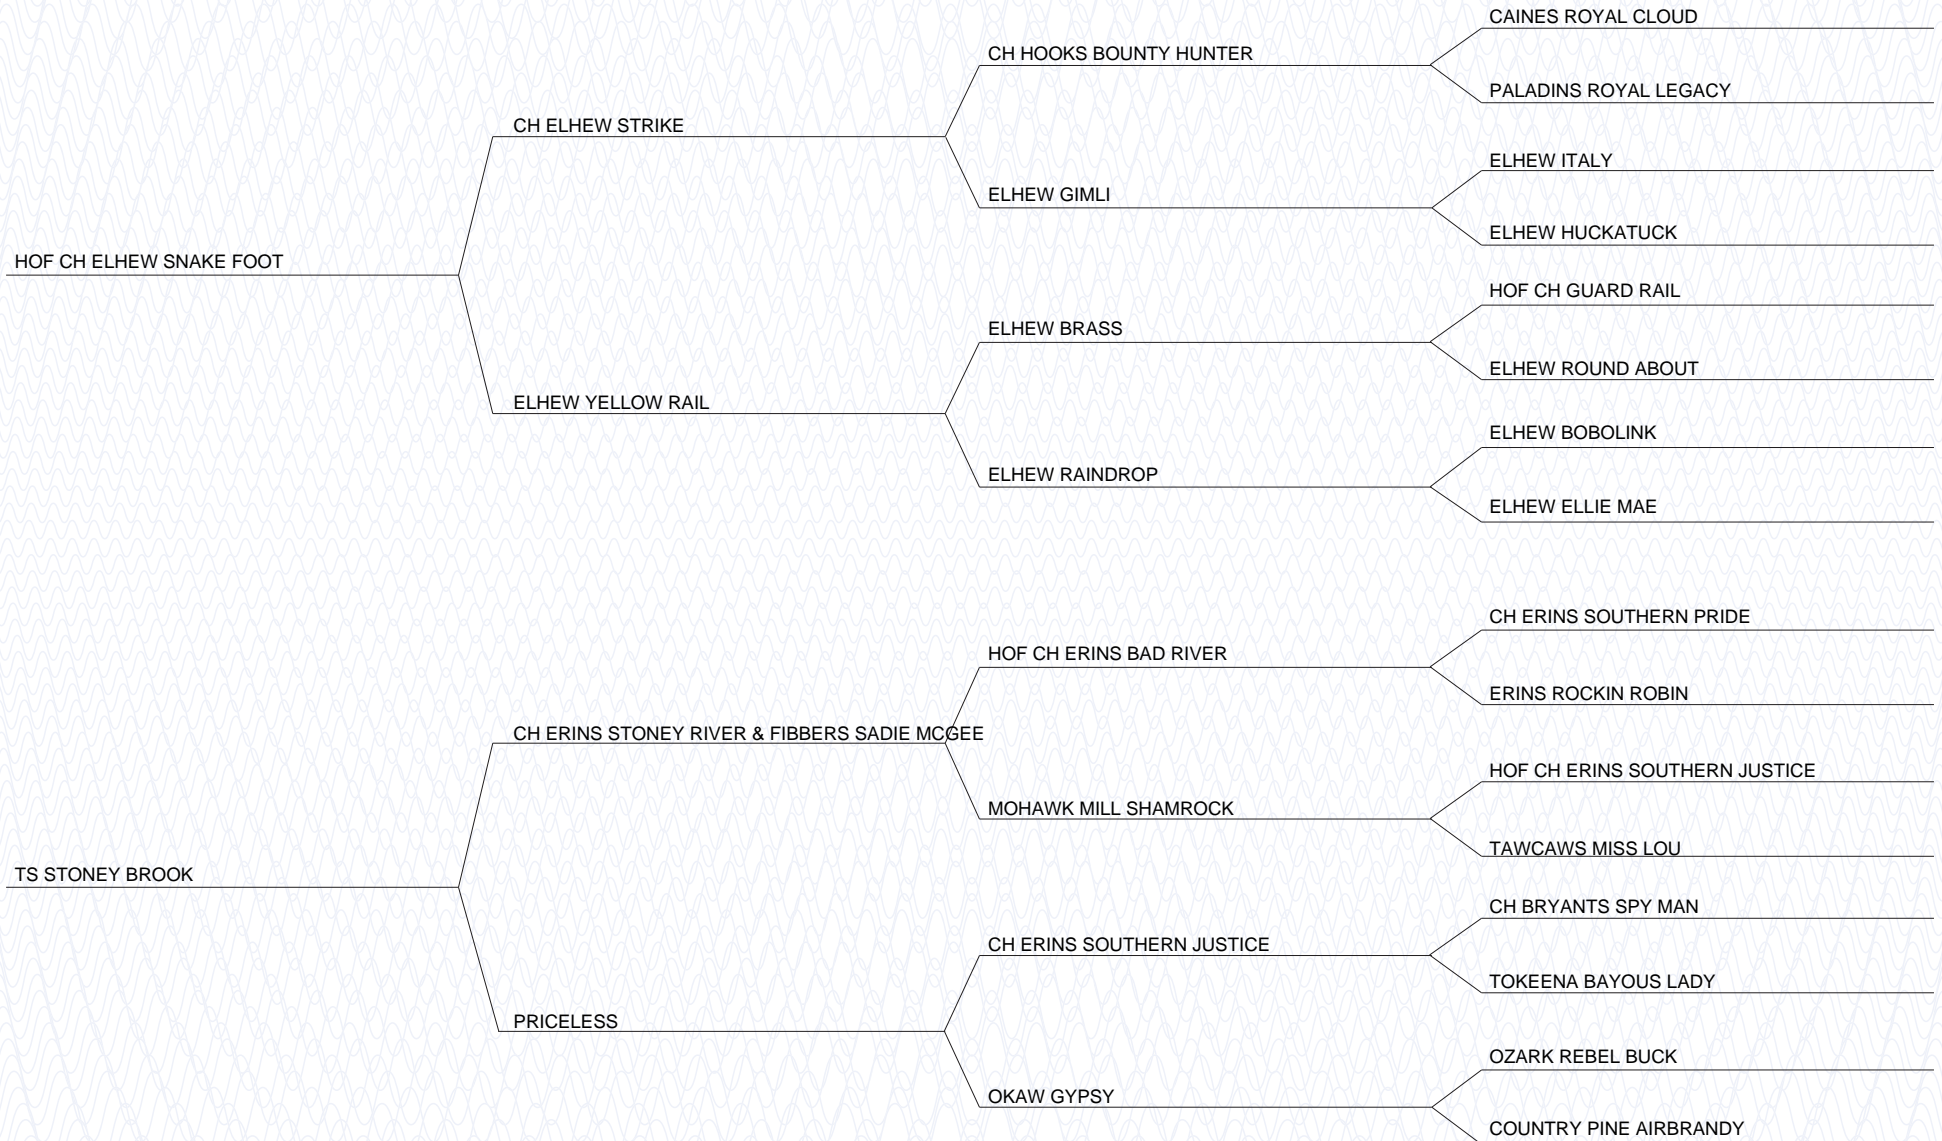 CAINES ROYAL CLOUD
CH HOOKS BOUNTY HUNTER
PALADINS ROYAL LEGACY
CH ELHEW STRIKE
ELHEW ITALY
ELHEW GIMLI
ELHEW HUCKATUCK
HOF CH ELHEW SNAKE FOOT
HOF CH GUARD RAIL
ELHEW BRASS
ELHEW ROUND ABOUT
ELHEW YELLOW RAIL
ELHEW BOBOLINK
ELHEW RAINDROP
ELHEW ELLIE MAE
CH ERINS SOUTHERN PRIDE
HOF CH ERINS BAD RIVER
ERINS ROCKIN ROBIN
CH ERINS STONEY RIVER & FIBBERS SADIE MCGEE
HOF CH ERINS SOUTHERN JUSTICE
MOHAWK MILL SHAMROCK
TAWCAWS MISS LOU
TS STONEY BROOK
CH BRYANTS SPY MAN
CH ERINS SOUTHERN JUSTICE
TOKEENA BAYOUS LADY
PRICELESS
OZARK REBEL BUCK
OKAW GYPSY
COUNTRY PINE AIRBRANDY